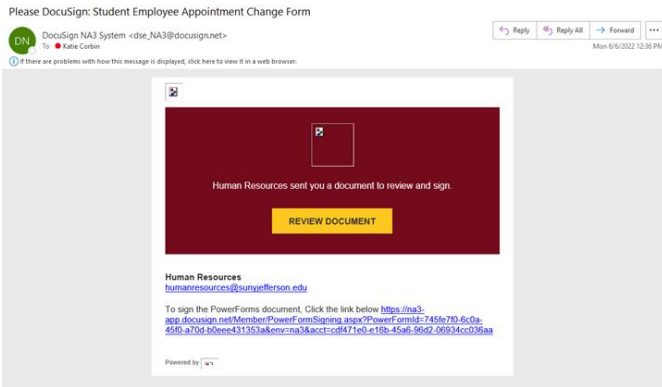 Please DocuSign: Student Employee Appointment Change Form
DN
DocuSign NA3 System <dse_NA3@docusign.net>
To Katie Corbin
Reply
Reply All
Forward
Mon 6/6/2022 12:36 PM
If there are problems with how this message is displayed, click here to view it in a web browser.
Human Resources sent you a document to review and sign.
REVIEW DOCUMENT
Human Resources
humanresources@sunyjefferson.edu
To sign the PowerForms document, Click the link below https://na3-
app.docusign.net/Member/PowerFormSigning.aspx?PowerFormId=745fe7f0-6c0a-
45f0-a70d-b0eee431353a&env=na3&acct=cdf471e0-e16b-45a6-96d2-06934cc036aa
Powered by